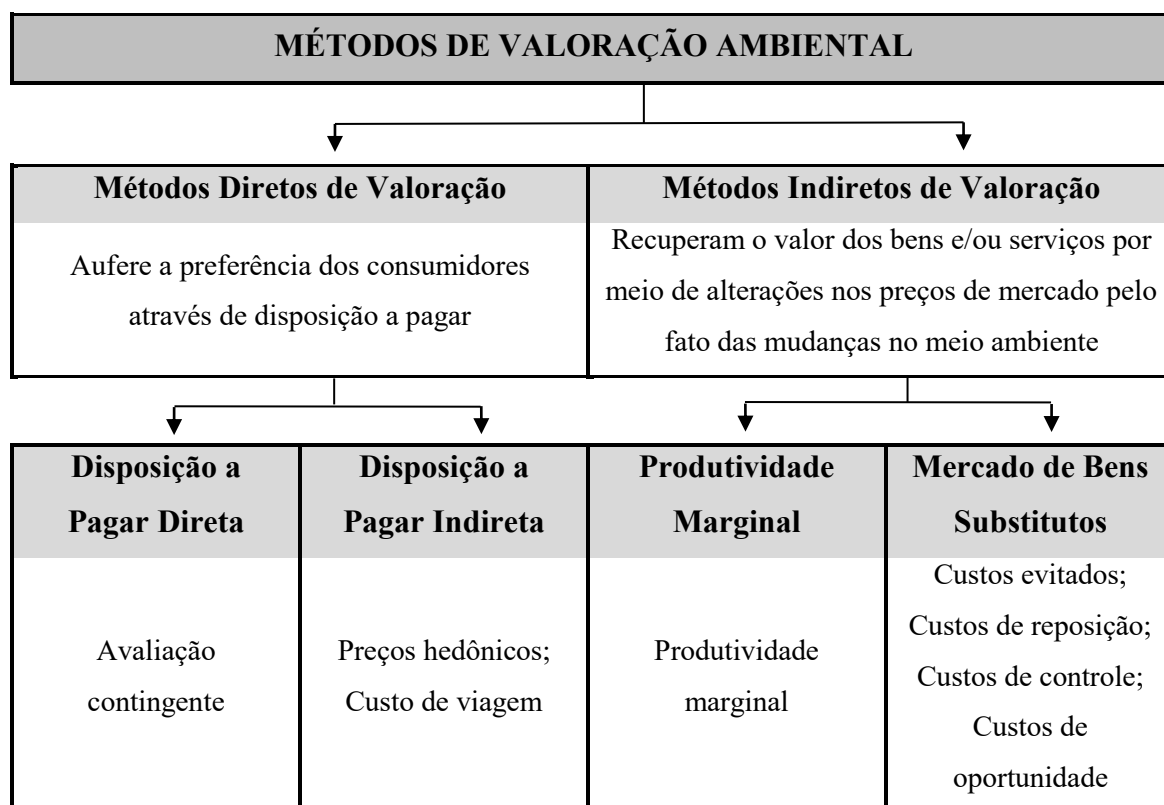 MÉTODOS DE VALORAÇÃO AMBIENTAL
Métodos Diretos de Valoração
Aufere a preferência dos consumidores
através de disposição a pagar
Métodos Indiretos de Valoração
Recuperam o valor dos bens e/ou serviços por
meio de alterações nos preços de mercado pelo
fato das mudanças no meio ambiente
Disposição a
Pagar Direta
Avaliação
contingente
Disposição a
Pagar Indireta
Preços hedônicos;
Custo de viagem
Produtividade
Marginal
Produtividade
marginal
Mercado de Bens
Substitutos
Custos evitados;
Custos de reposição;
Custos de controle;
Custos de
oportunidade